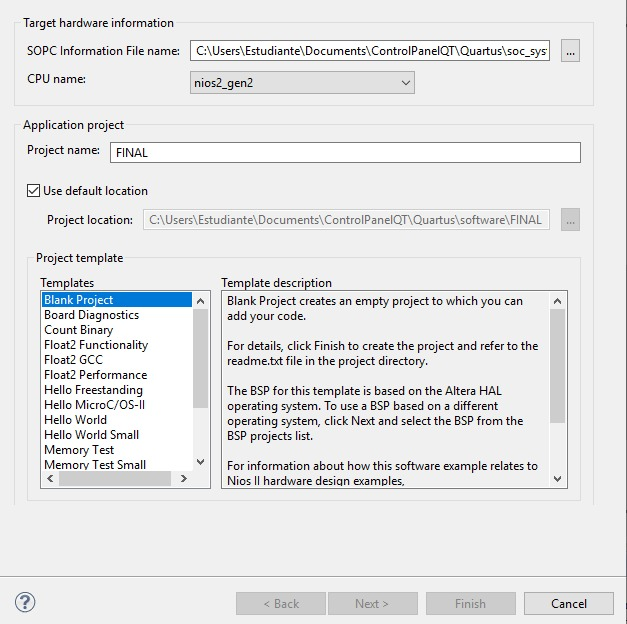 Target hardware information
SOPC Information File name: C:\Users\Estudiante\Documents\ControlPanelQT\Quartus\soc_sys ...
CPU name: nios2_gen2
Application project
Project name: FINAL
Use default location
Project location: C:\Users\Estudiante\Documents\ControlPanelQT\Quartus\software\FINAL ...
Project template
Templates
Blank Project
Board Diagnostics
Count Binary
Float2 Functionality
Float2 GCC
Float2 Performance
Hello Freestanding
Hello MicroC/OS-II
Hello World
Hello World Small
Memory Test
Memory Test Small
Template description
Blank Project creates an empty project to which you can
add your code.
For details, click Finish to create the project and refer to the
readme.txt file in the project directory.
The BSP for this template is based on the Altera HAL
operating system. To use a BSP based on a different
operating system, click Next and select the BSP from the
BSP projects list.
For information about how this software example relates to
Nios II hardware design examples,
? < Back Next > Finish Cancel